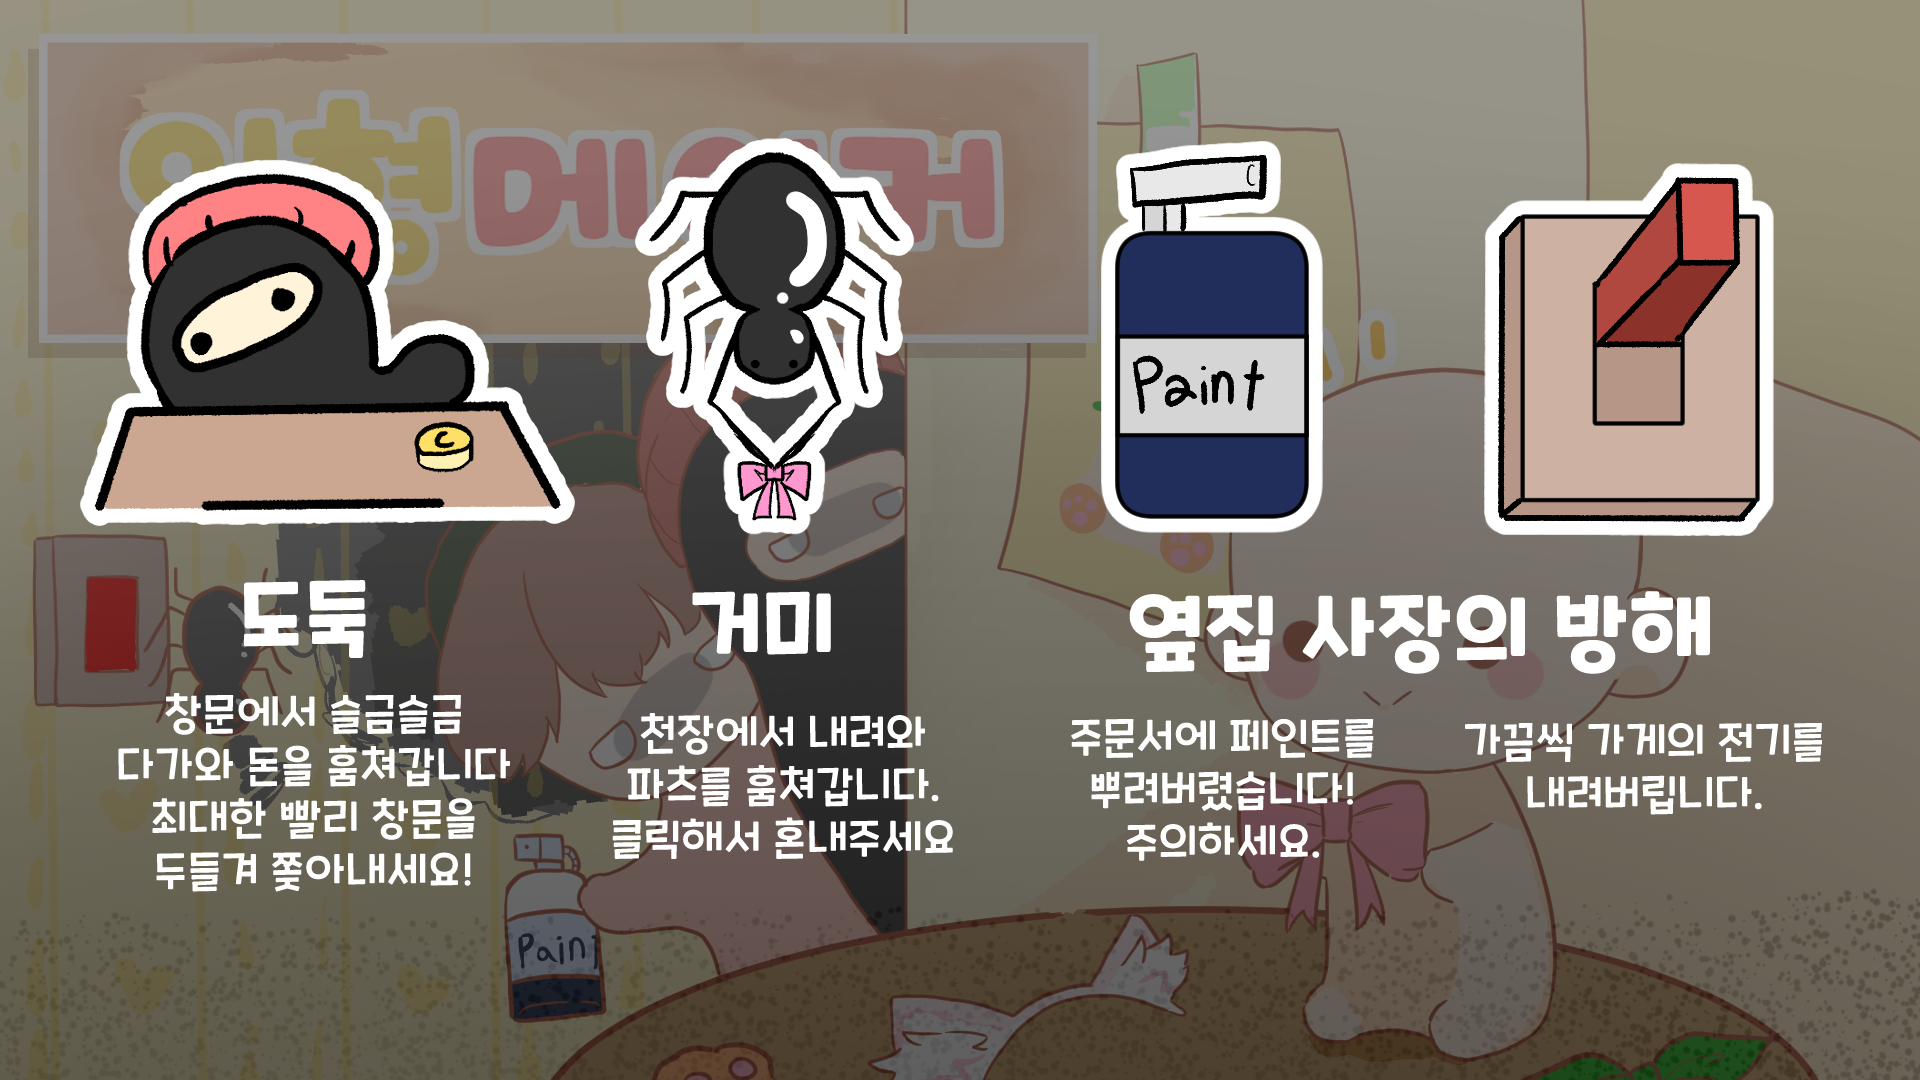 인형메이커
Paint
도둑
창문에서 슬금슬금
다가와 돈을 훔쳐갑니다
최대한 빨리 창문을
두들겨 쫓아내세요!
거미
천장에서 내려와
파츠를 훔쳐갑니다.
클릭해서 혼내주세요
옆집 사장의 방해
주문서에 페인트를
뿌려버렸습니다!
주의하세요.
가끔씩 가게의 전기를
내려버립니다.
Pain